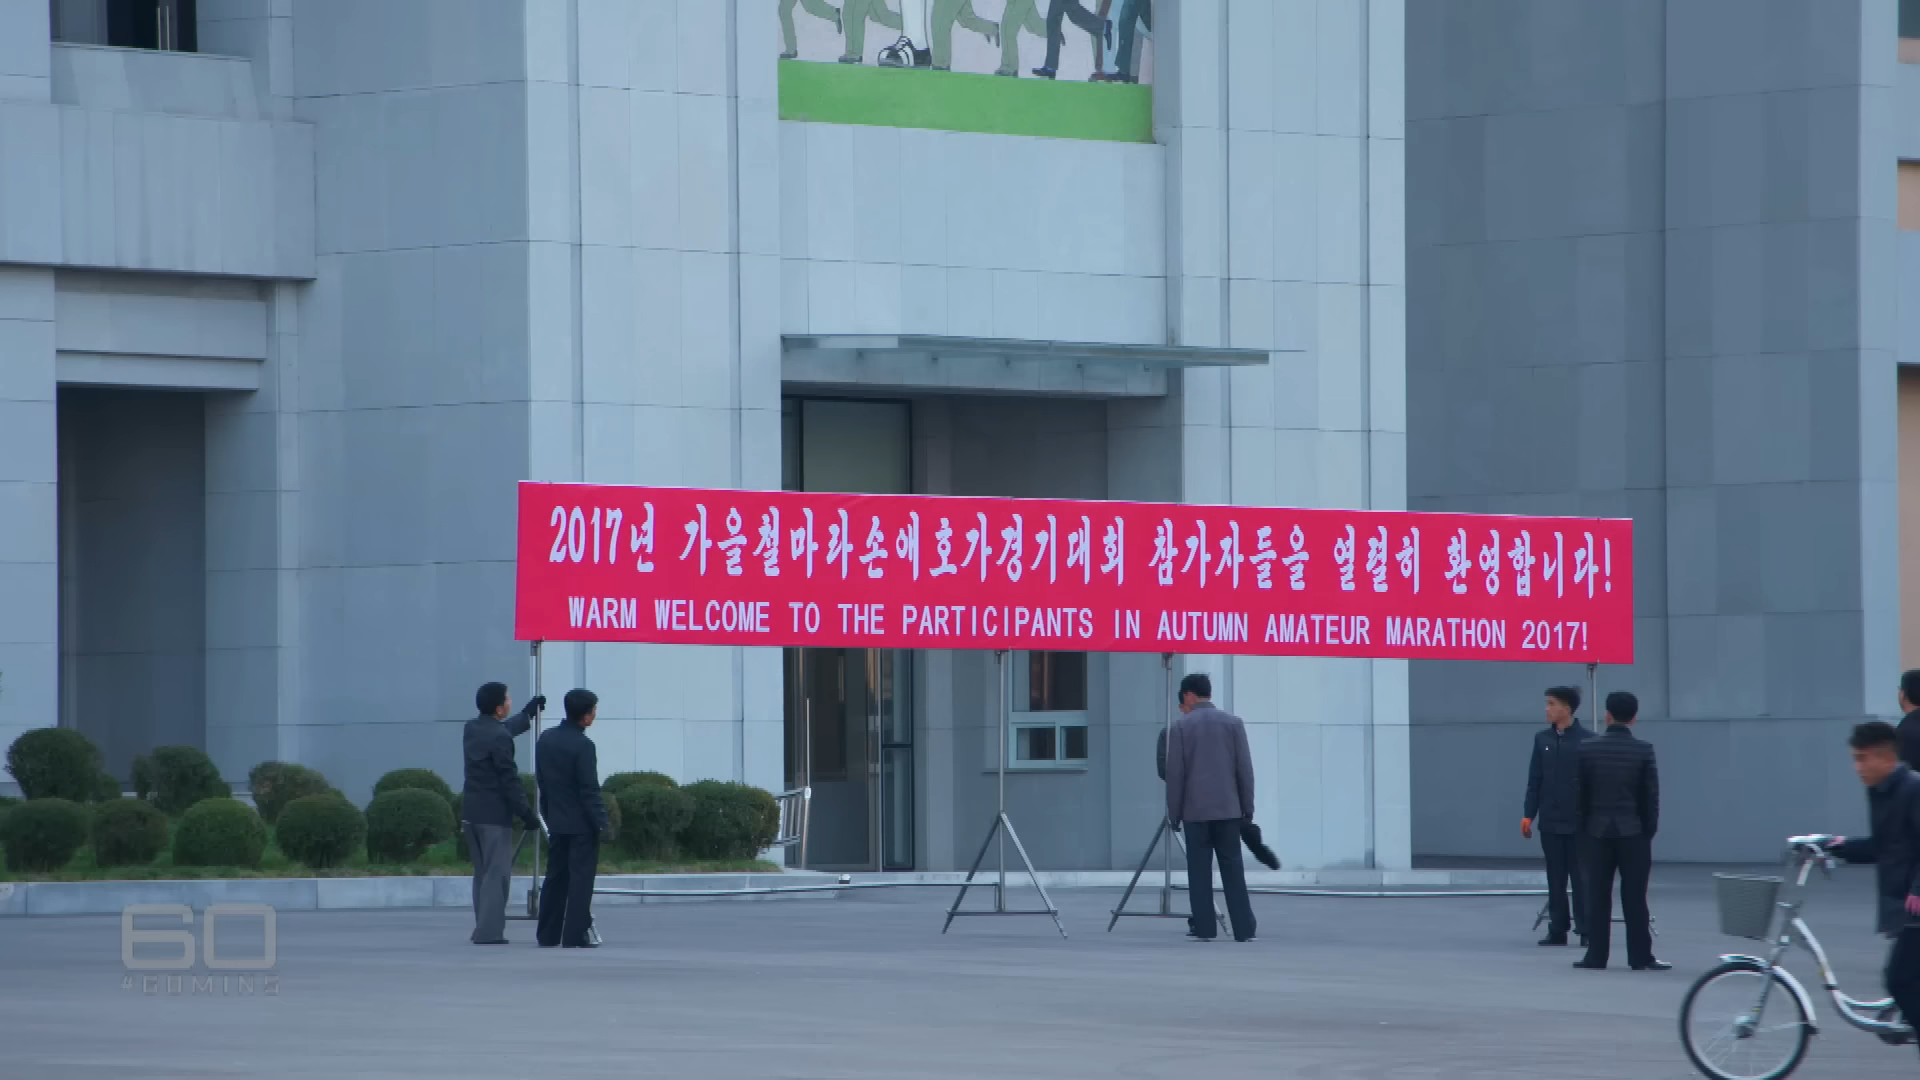 2017년 가을철마라손애호가경기대회 참가자들을 열렬히 환영합니다!
WARM WELCOME TO THE PARTICIPANTS IN AUTUMN AMATEUR MARATHON 2017!
60
#60MINS